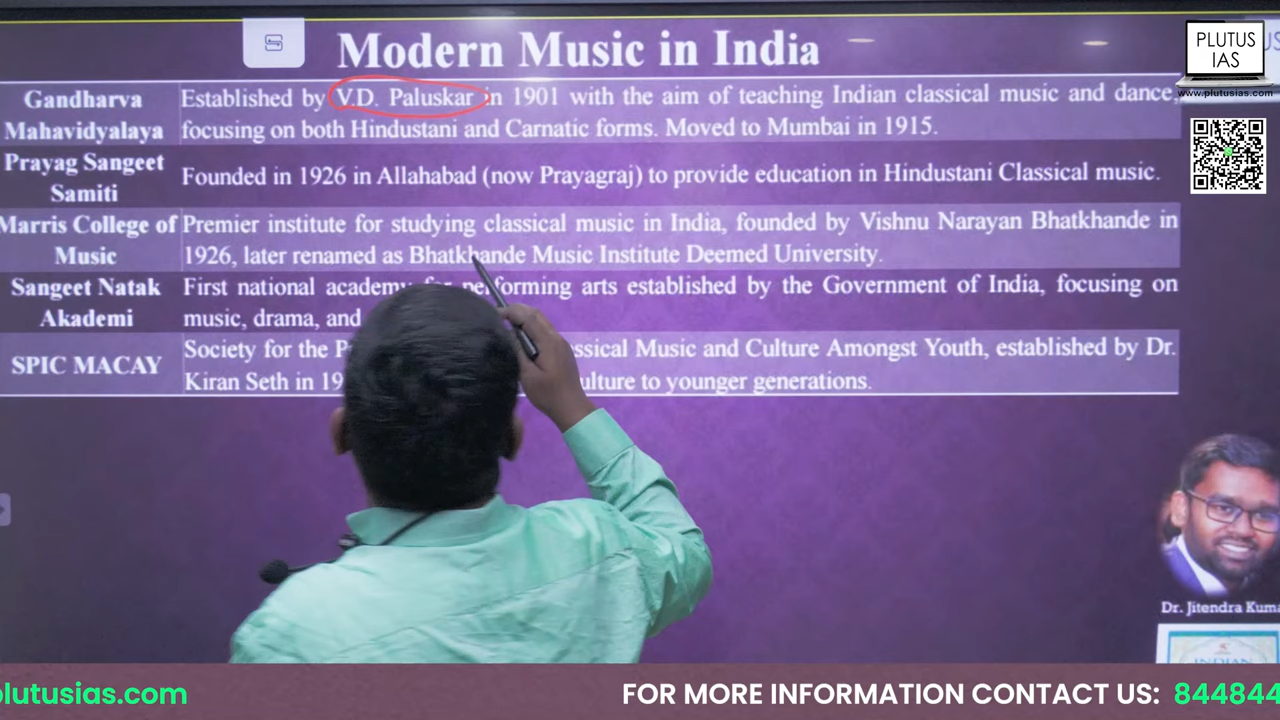 Modern Music in India
PLUTUS
IAS
www.plutusias.com
Gandharva
Mahavidyalaya
Established by V.D. Paluskar in 1901 with the aim of teaching Indian classical music and dance,
focusing on both Hindustani and Carnatic forms. Moved to Mumbai in 1915.
Prayag Sangeet
Samiti
Founded in 1926 in Allahabad (now Prayagraj) to provide education in Hindustani Classical music.
Marris College of
Music
Premier institute for studying classical music in India, founded by Vishnu Narayan Bhatkhande in
1926, later renamed as Bhatkhande Music Institute Deemed University.
Sangeet Natak
Akademi
First national academy for performing arts established by the Government of India, focusing on
music, drama, and
SPIC MACAY
Society for the P ssical Music and Culture Amongst Youth, established by Dr.
Kiran Seth in 19 ulture to younger generations.
Dr. Jitendra Kuma
INDIAN
plutusias.com
FOR MORE INFORMATION CONTACT US: 844844